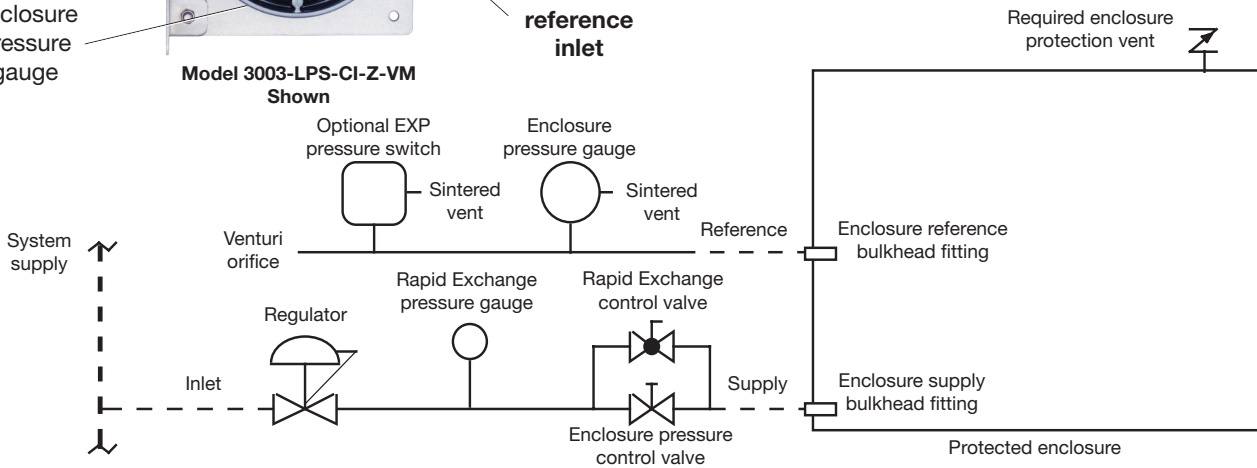 reference
inlet
gauge
Model 3003-LPS-CI-Z-VM
Shown
Required enclosure
protection vent
Optional EXP
pressure switch
Enclosure
pressure gauge
Sintered
vent
Sintered
vent
System
supply
Venturi
orifice
Reference
Enclosure reference
bulkhead fitting
Rapid Exchange
pressure gauge
Rapid Exchange
control valve
Regulator
Inlet
Supply
Enclosure supply
bulkhead fitting
Enclosure pressure
control valve
Protected enclosure